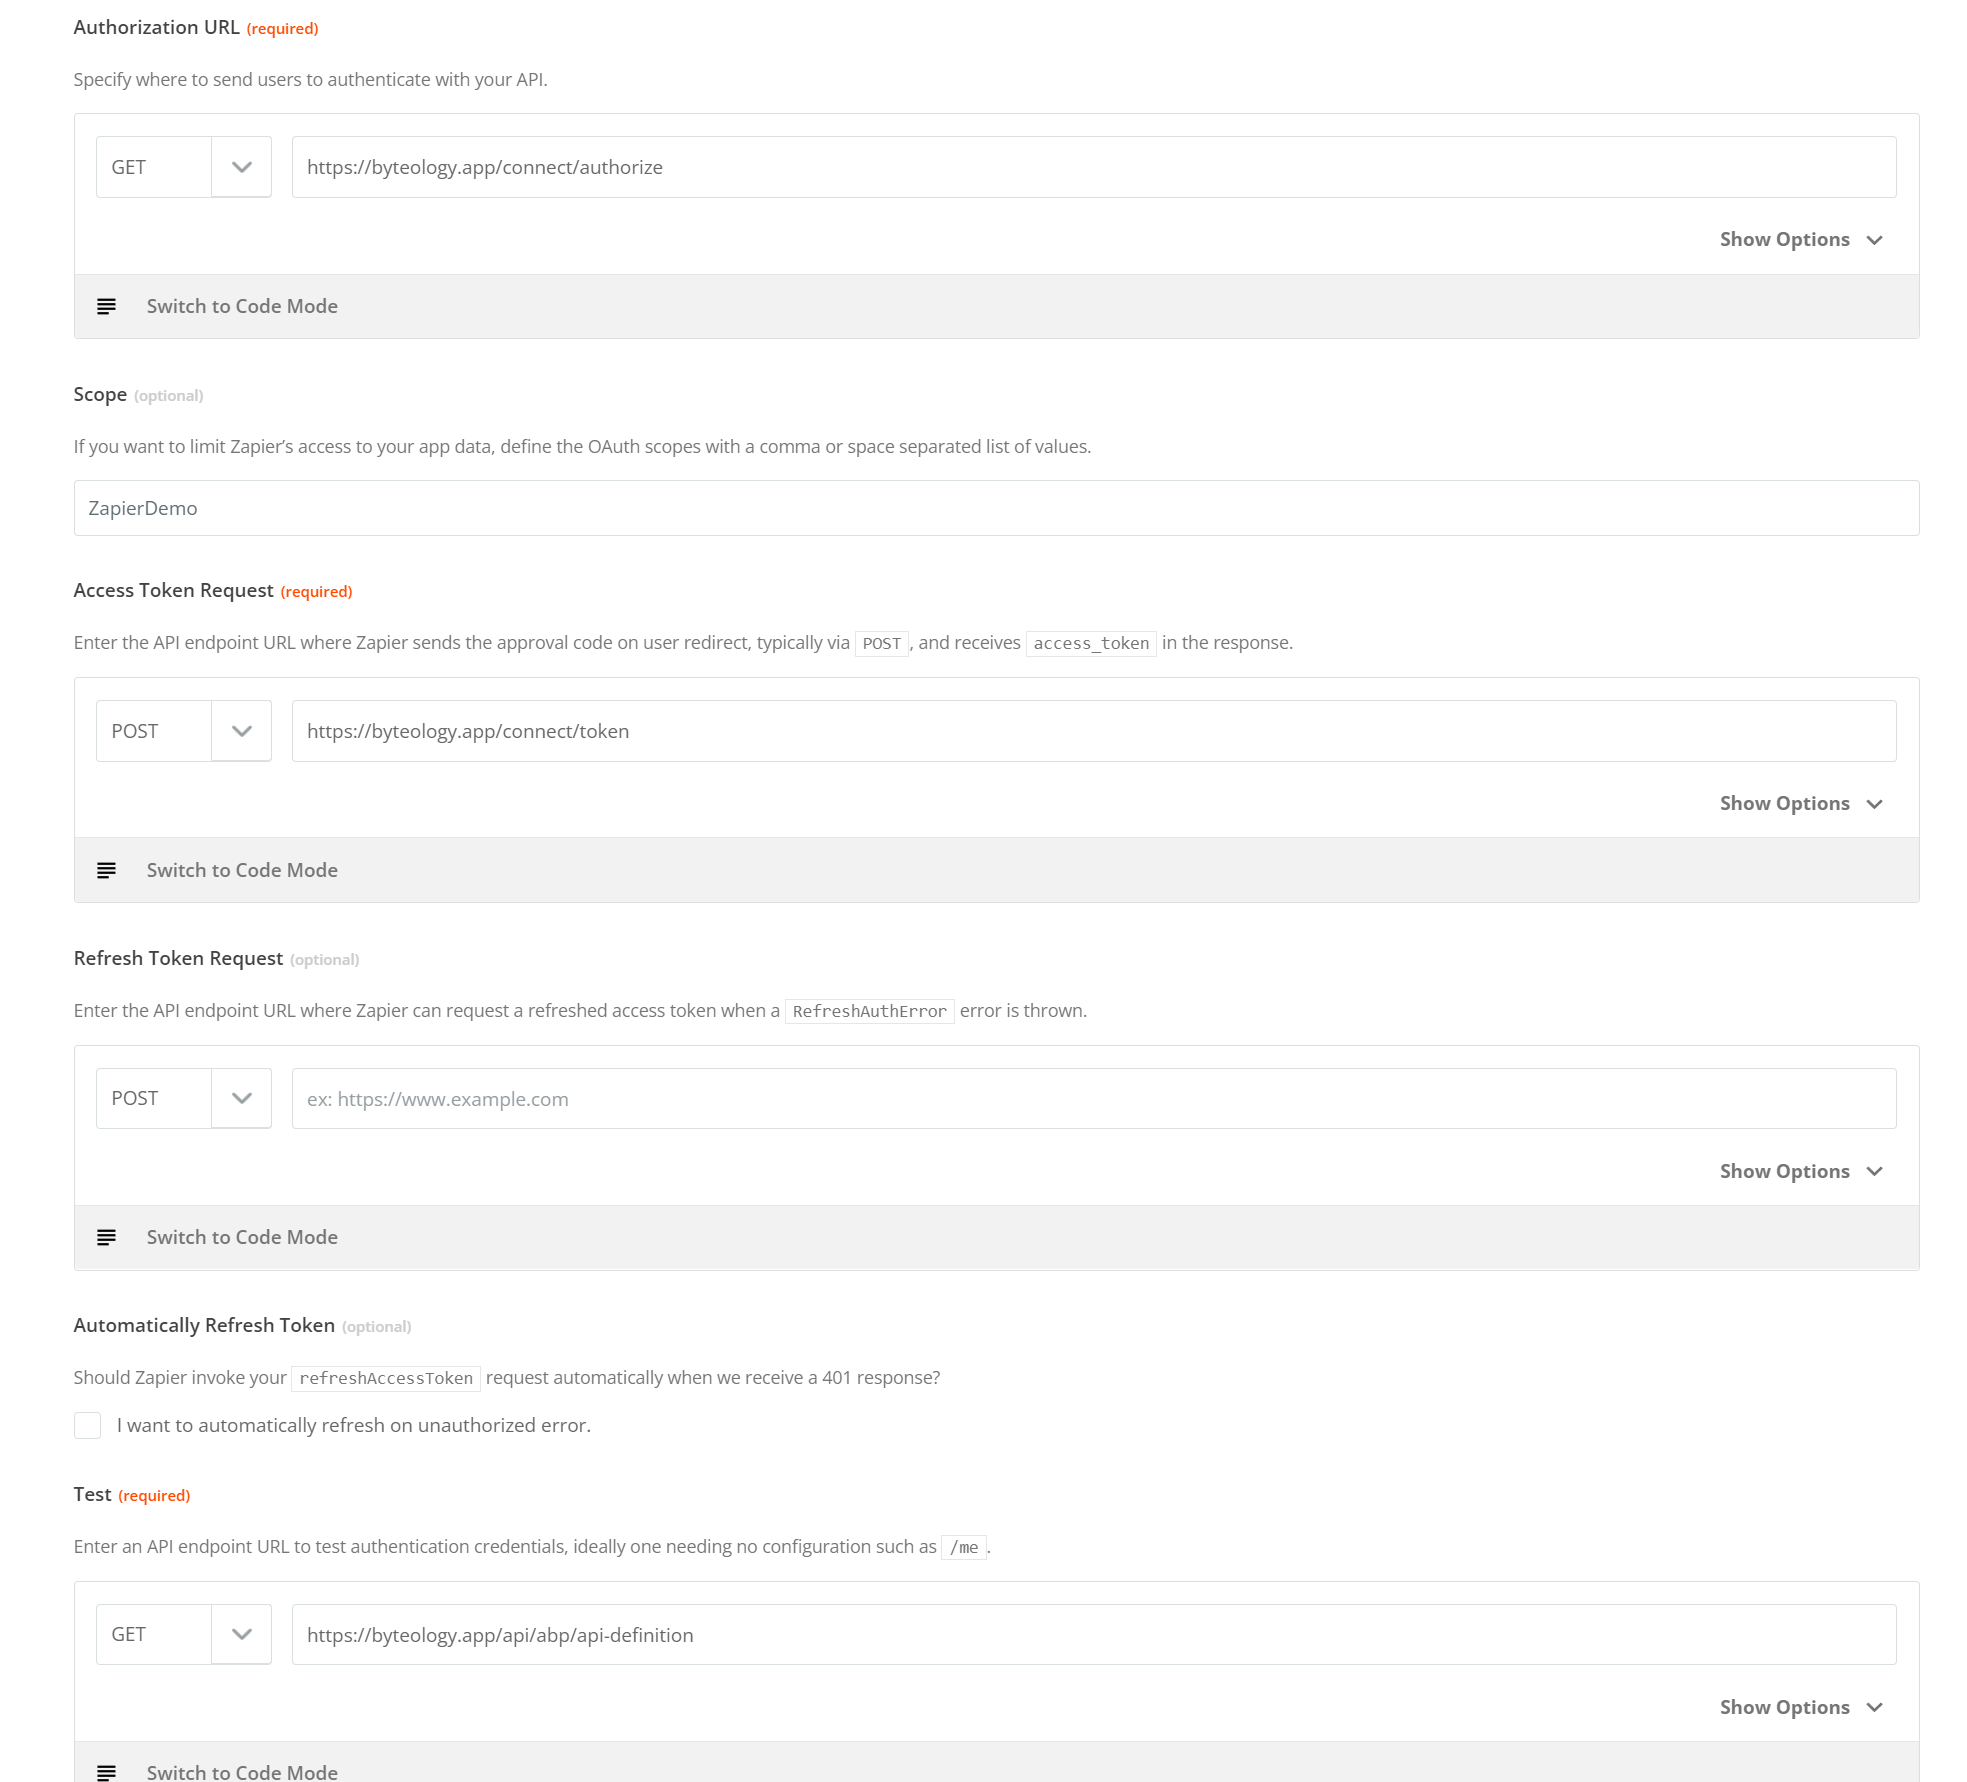 Authorization URL (required)
Specify where to send users to authenticate with your API.
GET
https://byteology.app/connect/authorize
Show Options
Switch to Code Mode
Scope (optional)
If you want to limit Zapier’s access to your app data, define the OAuth scopes with a comma or space separated list of values.
ZapierDemo
Access Token Request (required)
Enter the API endpoint URL where Zapier sends the approval code on user redirect, typically via POST, and receives access_token in the response.
POST
https://byteology.app/connect/token
Show Options
Switch to Code Mode
Refresh Token Request (optional)
Enter the API endpoint URL where Zapier can request a refreshed access token when a RefreshAuthError error is thrown.
POST
ex: https://www.example.com
Show Options
Switch to Code Mode
Automatically Refresh Token (optional)
Should Zapier invoke your refreshAccessToken request automatically when we receive a 401 response?
I want to automatically refresh on unauthorized error.
Test (required)
Enter an API endpoint URL to test authentication credentials, ideally one needing no configuration such as /me.
GET
https://byteology.app/api/abp/api-definition
Show Options
Switch to Code Mode